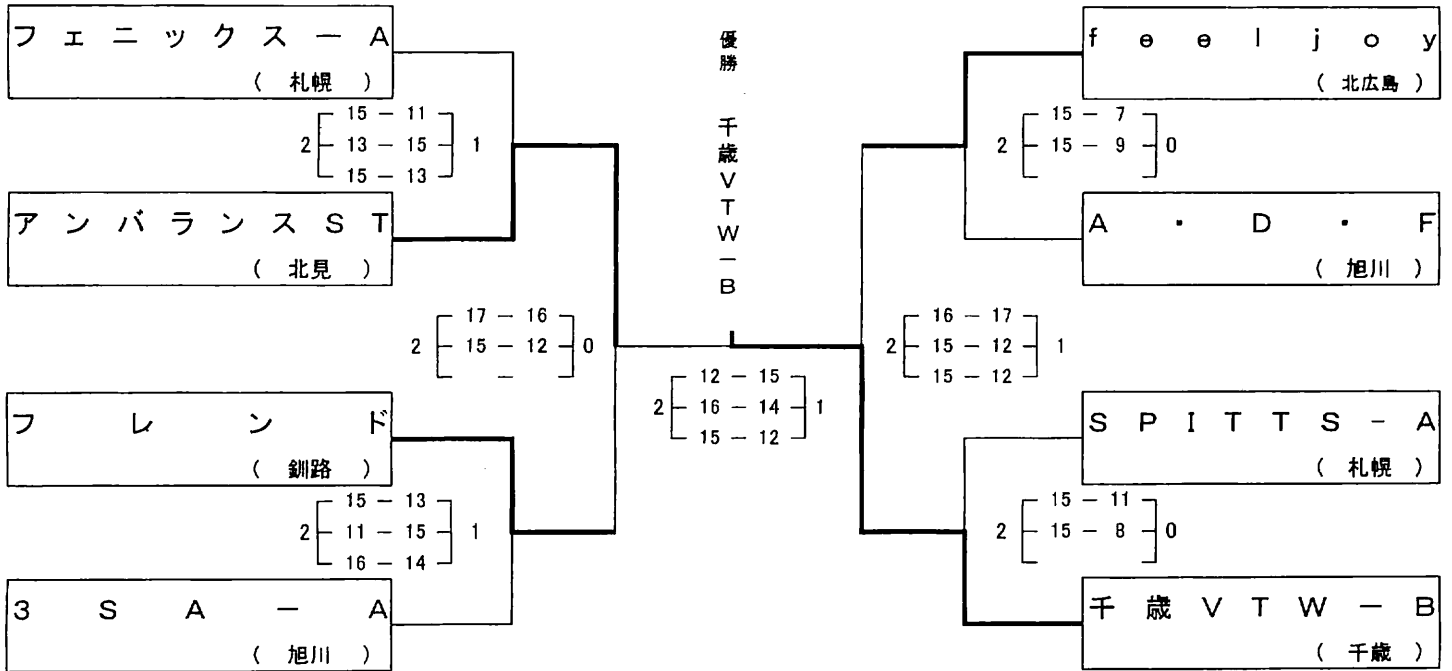 フェニックス－A
（ 札幌 ）
15 － 11
2 13 － 15 1
15 － 13
アンバランスST
（ 北見 ）
17 － 16
2 15 － 12 0
－
フレンド
（ 釧路 ）
15 － 13
2 11 － 15 1
16 － 14
3SA－A
（ 旭川 ）
優勝 千歳VTW－B
12 － 15
2 16 － 14 1
15 － 12
feeljoy
（ 北広島 ）
15 － 7
2 15 － 9 0
A・D・F
（ 旭川 ）
16 － 17
2 15 － 12 1
15 － 12
SPITTS－A
（ 札幌 ）
15 － 11
2 15 － 8 0
千歳VTW－B
（ 千歳 ）